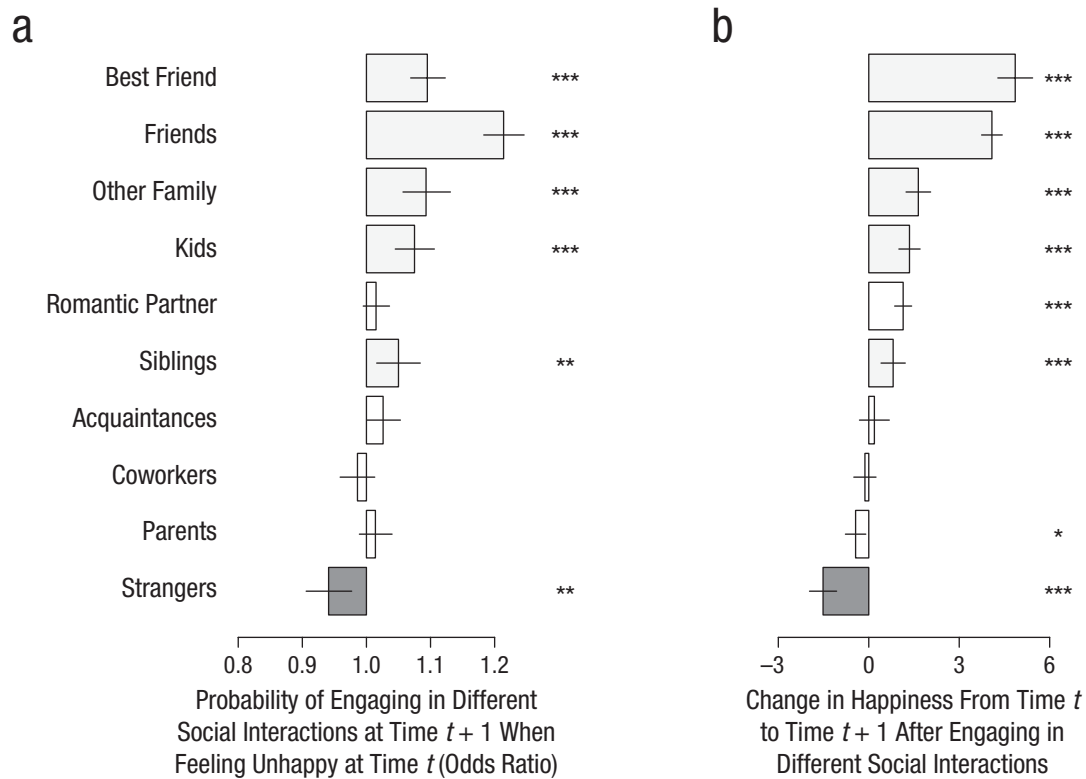 a
b
Best Friend *** ***
Friends *** ***
Other Family *** ***
Kids *** ***
Romantic Partner ***
Siblings ** ***
Acquaintances
Coworkers
Parents *
Strangers ** ***
0.8 0.9 1.0 1.1 1.2
Probability of Engaging in Different
Social Interactions at Time t + 1 When
Feeling Unhappy at Time t (Odds Ratio)
–3 0 3 6
Change in Happiness From Time t
to Time t + 1 After Engaging in
Different Social Interactions